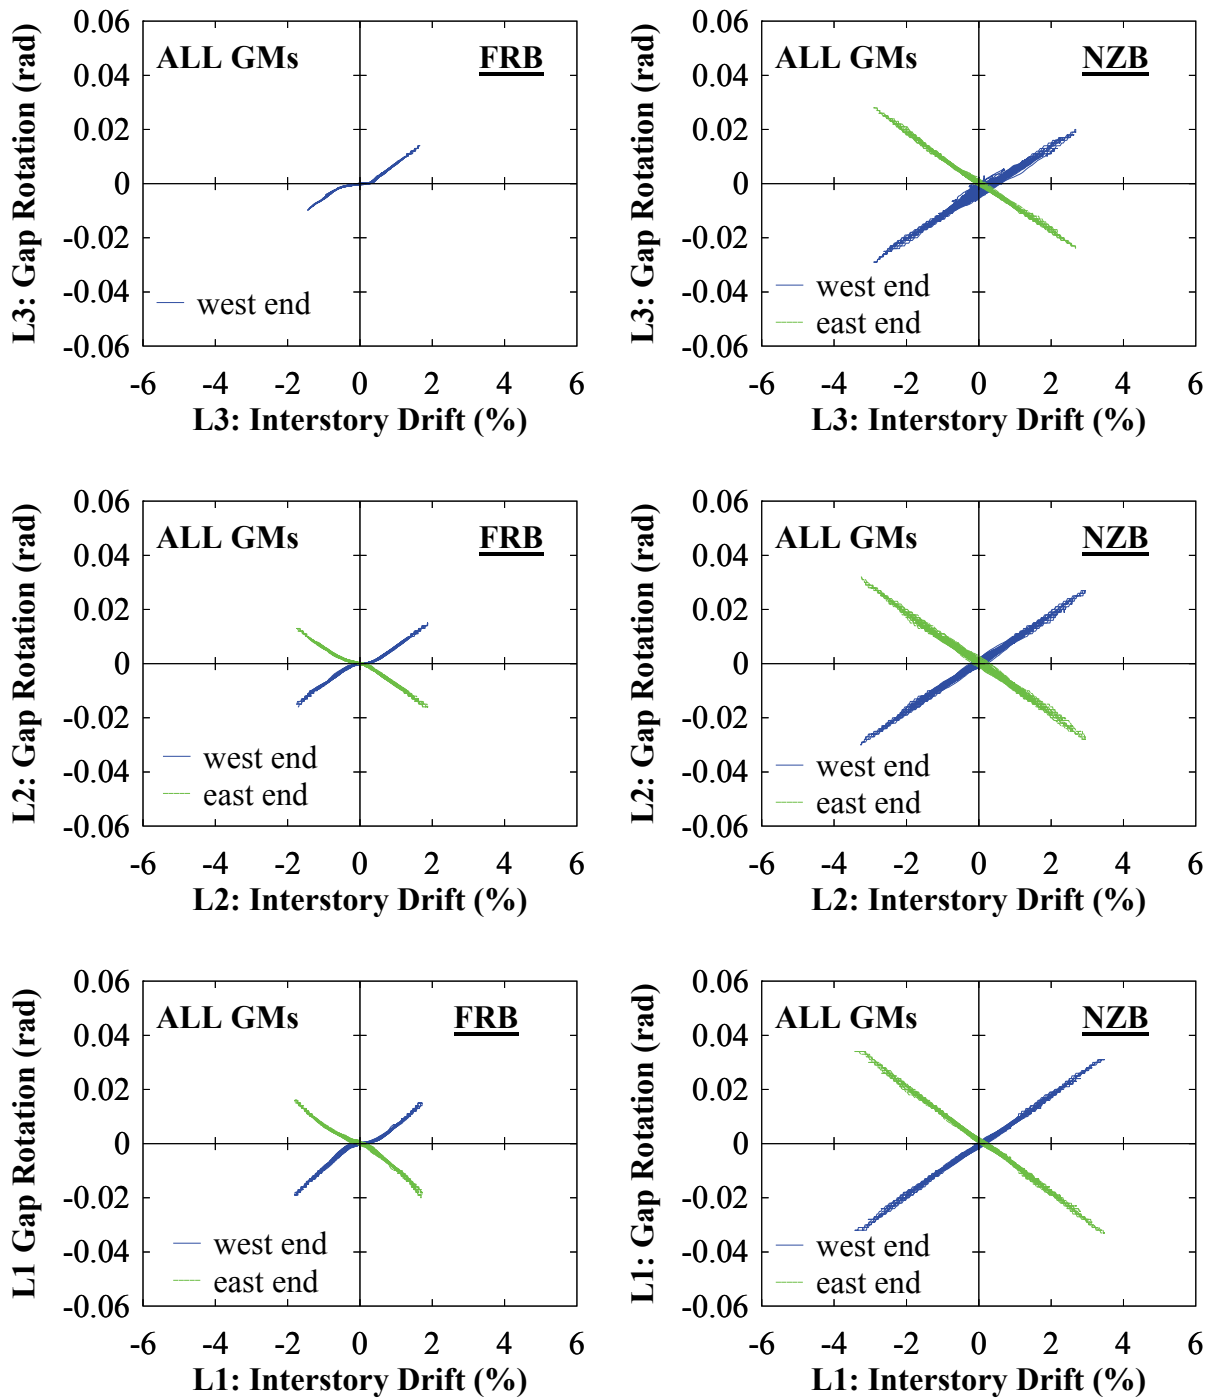 L3: Gap Rotation (rad)
0.06
0.04
0.02
0
-0.02
-0.04
-0.06
ALL GMs
FRB
west end
-6 -4 -2 0 2 4 6
L3: Interstory Drift (%)
L3: Gap Rotation (rad)
0.06
0.04
0.02
0
-0.02
-0.04
-0.06
ALL GMs
NZB
west end
east end
-6 -4 -2 0 2 4 6
L3: Interstory Drift (%)
L2: Gap Rotation (rad)
0.06
0.04
0.02
0
-0.02
-0.04
-0.06
ALL GMs
FRB
west end
east end
-6 -4 -2 0 2 4 6
L2: Interstory Drift (%)
L2: Gap Rotation (rad)
0.06
0.04
0.02
0
-0.02
-0.04
-0.06
ALL GMs
NZB
west end
east end
-6 -4 -2 0 2 4 6
L2: Interstory Drift (%)
L1 Gap Rotation (rad)
0.06
0.04
0.02
0
-0.02
-0.04
-0.06
ALL GMs
FRB
west end
east end
-6 -4 -2 0 2 4 6
L1: Interstory Drift (%)
L1: Gap Rotation (rad)
0.06
0.04
0.02
0
-0.02
-0.04
-0.06
ALL GMs
NZB
west end
east end
-6 -4 -2 0 2 4 6
L1: Interstory Drift (%)